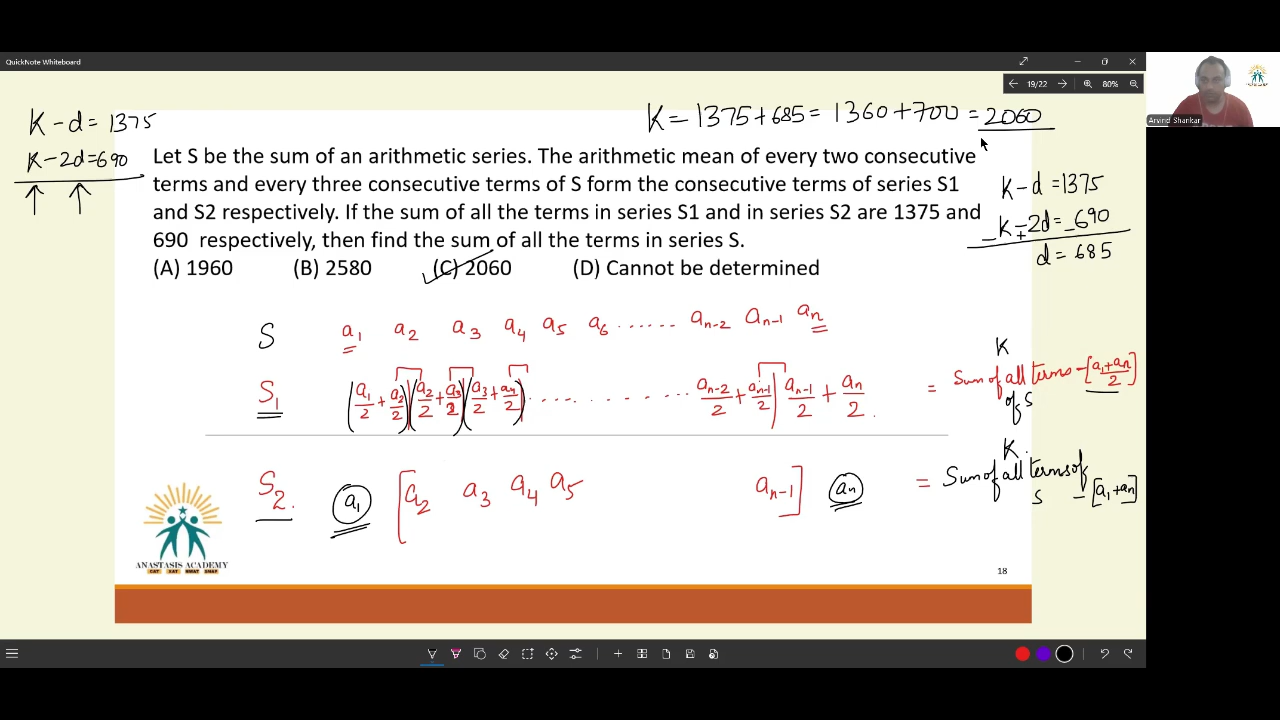 QuickNote Whiteboard
19/22
80%
Arvind Shankar
K - d = 1375
K - 2d = 690
K = 1375 + 685 = 1360 + 700 = 2060
Let S be the sum of an arithmetic series. The arithmetic mean of every two consecutive
terms and every three consecutive terms of S form the consecutive terms of series S1
and S2 respectively. If the sum of all the terms in series S1 and in series S2 are 1375 and
690 respectively, then find the sum of all the terms in series S.
(A) 1960 (B) 2580 (C) 2060 (D) Cannot be determined
K - d = 1375
- K - 2d = 690
+ -
d = 685
S a₁ a₂ a₃ a₄ a₅ a₆ ...... aₙ₋₂ aₙ₋₁ aₙ
S₁ (a₁/2 + a₂/2)(a₂/2 + a₃/2)(a₃/2 + a₄/2) ........ aₙ₋₂/2 + aₙ₋₁/2 | aₙ₋₁/2 + aₙ/2 = Sum of all terms - [a₁+aₙ/2]
K
of S
S₂ a₁ [a₂ a₃ a₄ a₅ aₙ₋₁] aₙ = Sum of all terms of
K
S - [a₁+aₙ]
ANASTASIS ACADEMY
CAT XAT NMAT SNAP
18